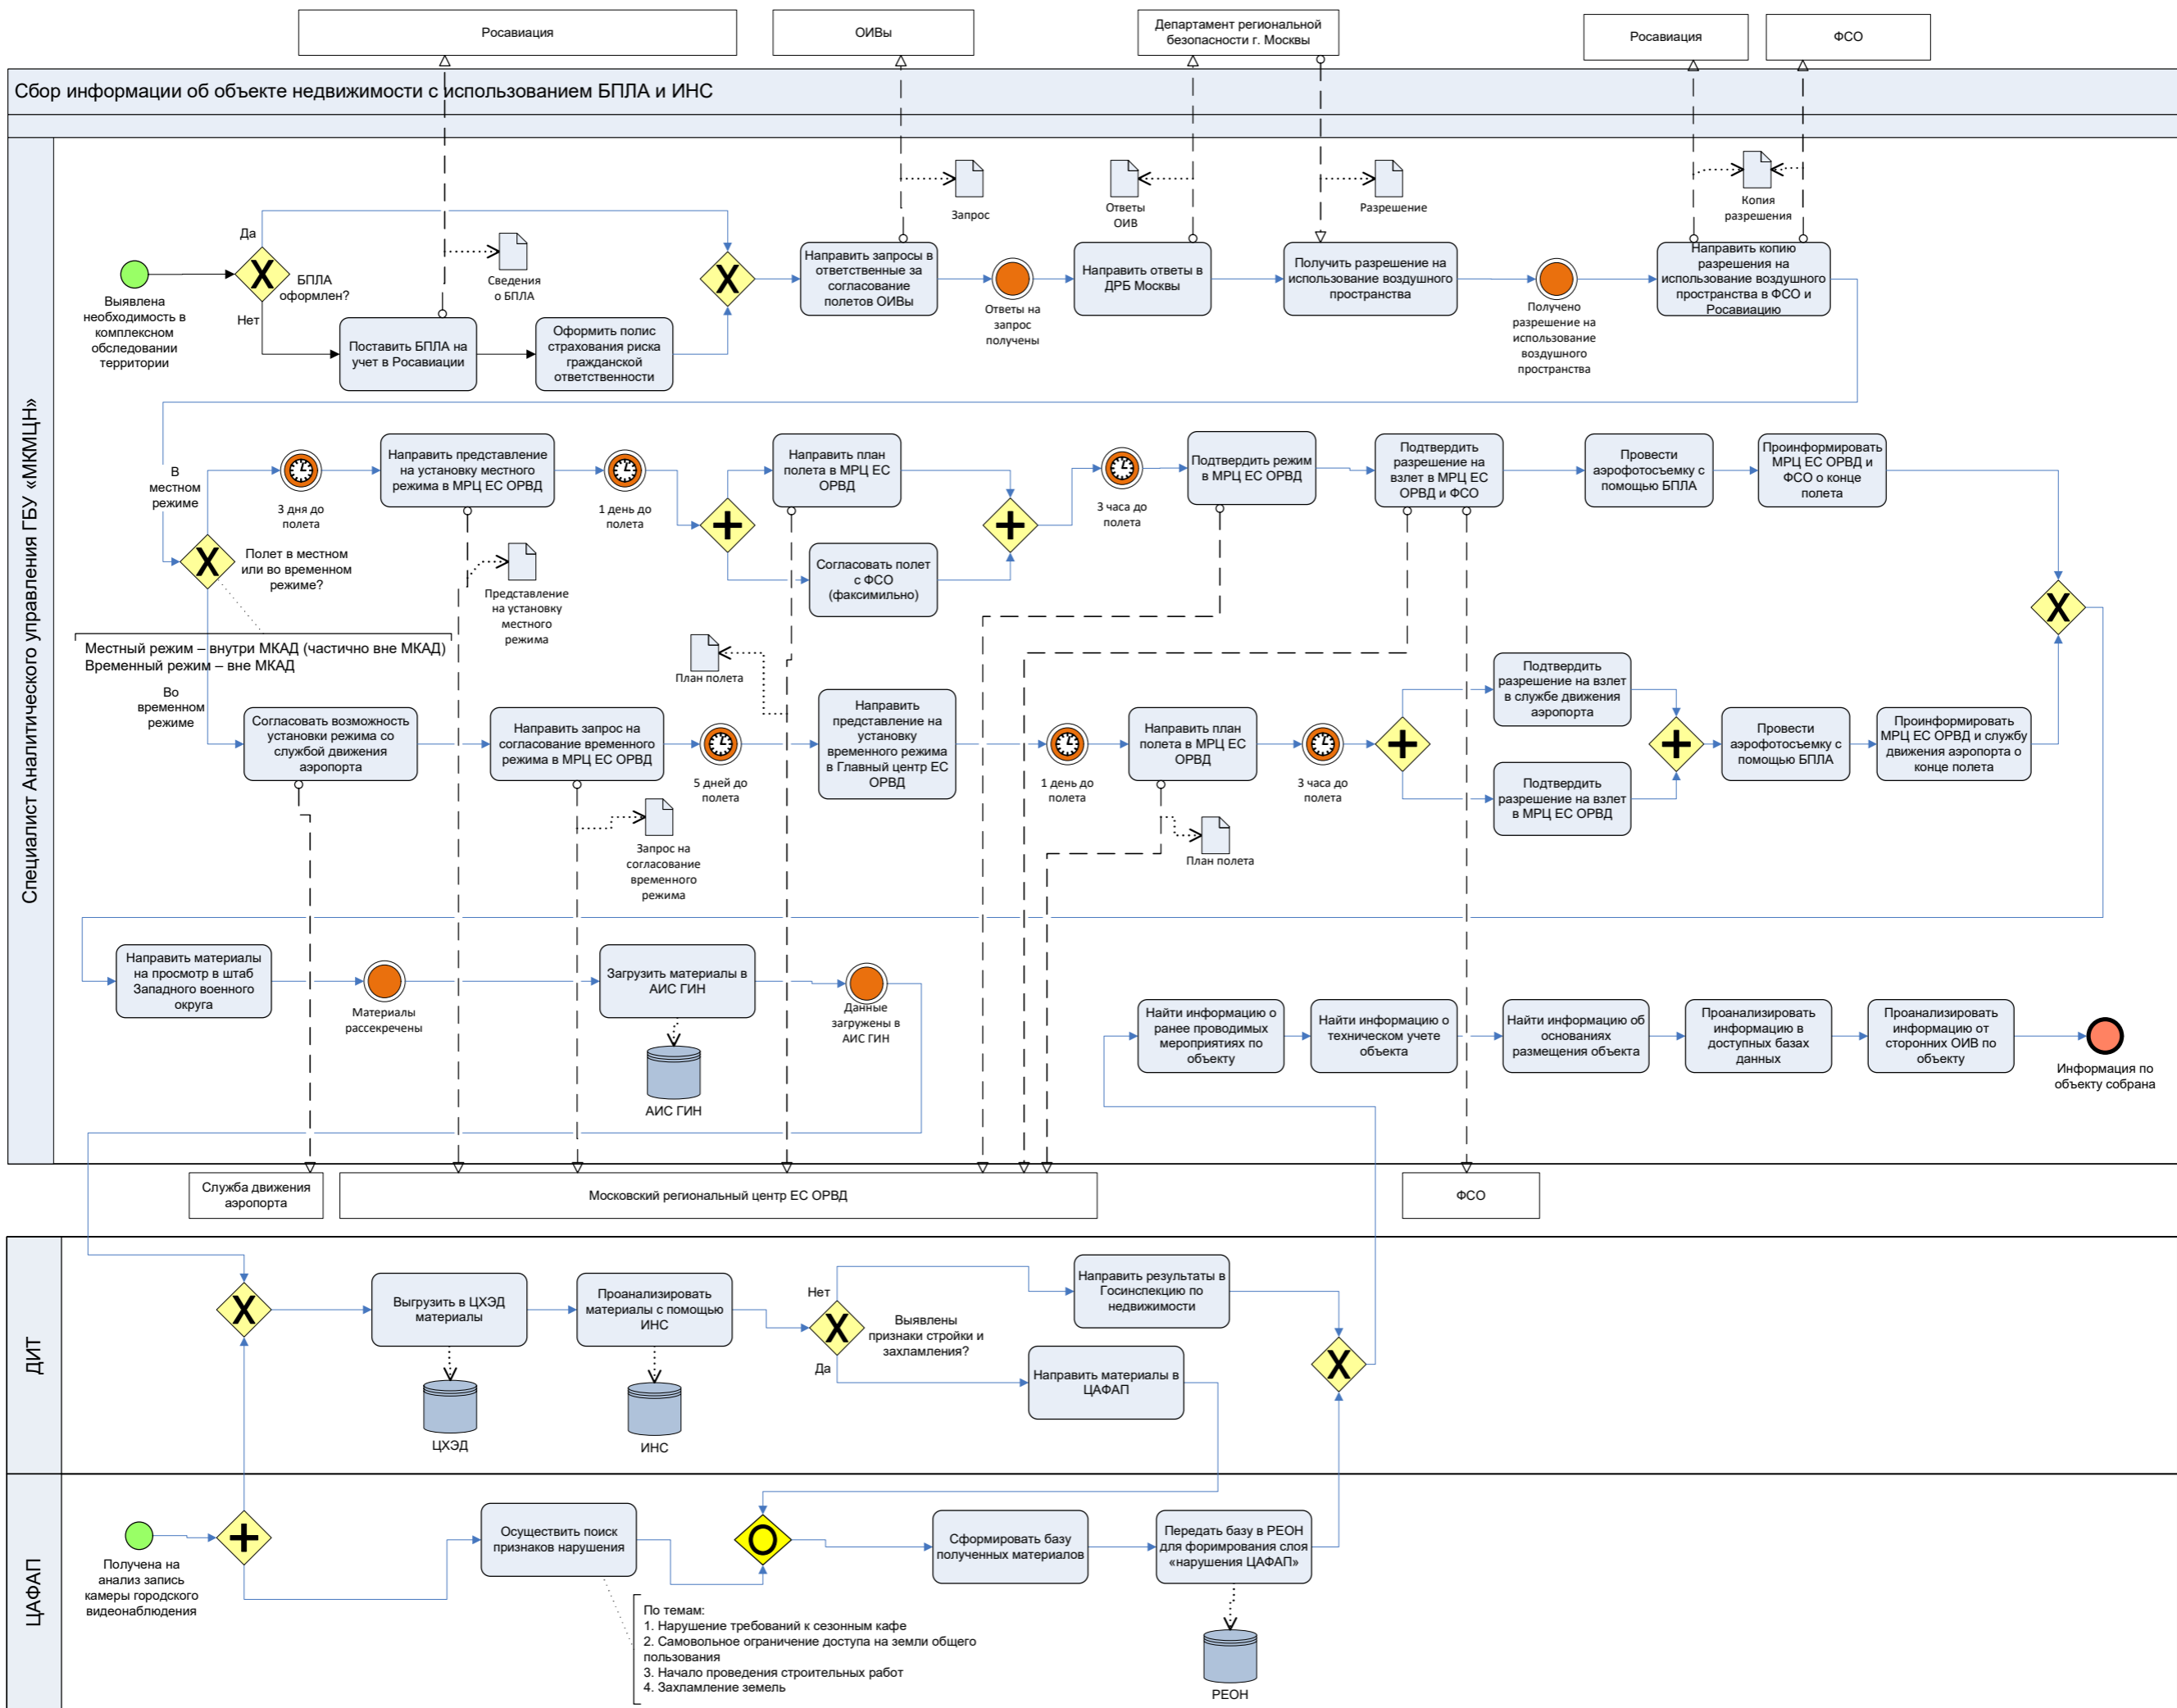 Росавиация
ОИВы
Департамент региональной
безопасности г. Москвы
Росавиация
ФСО
Сбор информации об объекте недвижимости с использованием БПЛА и ИНС
Специалист Аналитического управления ГБУ «МКМЦН»
Выявлена
необходимость в
комплексном
обследовании
территории
Да
БПЛА
оформлен?
Нет
Сведения
о БПЛА
Поставить БПЛА на
учет в Росавиации
Оформить полис
страхования риска
гражданской
ответственности
Запрос
Направить запросы в
ответственные за
согласование
полетов ОИВы
Ответы на
запрос
получены
Ответы
ОИВ
Направить ответы в
ДРБ Москвы
Разрешение
Получить разрешение на
использование воздушного
пространства
Получено
разрешение на
использование
воздушного
пространства
Копия
разрешения
Направить копию
разрешения на
использование воздушного
пространства в ФСО и
Росавиацию
В
местном
режиме
Полет в местном
или во временном
режиме?
3 дня до
полета
Направить представление
на установку местного
режима в МРЦ ЕС ОРВД
Представление
на установку
местного
режима
1 день до
полета
Направить план
полета в МРЦ ЕС
ОРВД
Согласовать полет
с ФСО
(факсимильно)
3 часа до
полета
Подтвердить режим
в МРЦ ЕС ОРВД
Подтвердить
разрешение на
взлет в МРЦ ЕС
ОРВД и ФСО
Провести
аэрофотосъемку с
помощью БПЛА
Проинформировать
МРЦ ЕС ОРВД и
ФСО о конце
полета
Местный режим – внутри МКАД (частично вне МКАД)
Временный режим – вне МКАД
План полета
Во
временном
режиме
Согласовать возможность
установки режима со
службой движения
аэропорта
Направить запрос на
согласование временного
режима в МРЦ ЕС ОРВД
Запрос на
согласование
временного
режима
5 дней до
полета
Направить
представление на
установку
временного режима
в Главный центр ЕС
ОРВД
1 день до
полета
Направить план
полета в МРЦ ЕС
ОРВД
План полета
3 часа до
полета
Подтвердить
разрешение на взлет
в службе движения
аэропорта
Подтвердить
разрешение на взлет
в МРЦ ЕС ОРВД
Провести
аэрофотосъемку с
помощью БПЛА
Проинформировать
МРЦ ЕС ОРВД и службу
движения аэропорта о
конце полета
Направить материалы
на просмотр в штаб
Западного военного
округа
Материалы
рассекречены
Загрузить материалы в
АИС ГИН
АИС ГИН
Данные
загружены в
АИС ГИН
Найти информацию о
ранее проводимых
мероприятиях по
объекту
Найти информацию о
техническом учете
объекта
Найти информацию об
основаниях
размещения объекта
Проанализировать
информацию в
доступных базах
данных
Проанализировать
информацию от
сторонних ОИВ по
объекту
Информация по
объекту собрана
Служба движения
аэропорта
Московский региональный центр ЕС ОРВД
ФСО
ДИТ
Выгрузить в ЦХЭД
материалы
ЦХЭД
Проанализировать
материалы с помощью
ИНС
ИНС
Нет
Выявлены
признаки стройки и
захламления?
Да
Направить результаты в
Госинспекцию по
недвижимости
Направить материалы в
ЦАФАП
ЦАФАП
Получена на
анализ запись
камеры городского
видеонаблюдения
Осуществить поиск
признаков нарушения
По темам:
1. Нарушение требований к сезонным кафе
2. Самовольное ограничение доступа на земли общего
пользования
3. Начало проведения строительных работ
4. Захламление земель
Сформировать базу
полученных материалов
Передать базу в РЕОН
для форимрования слоя
«нарушения ЦАФАП»
РЕОН